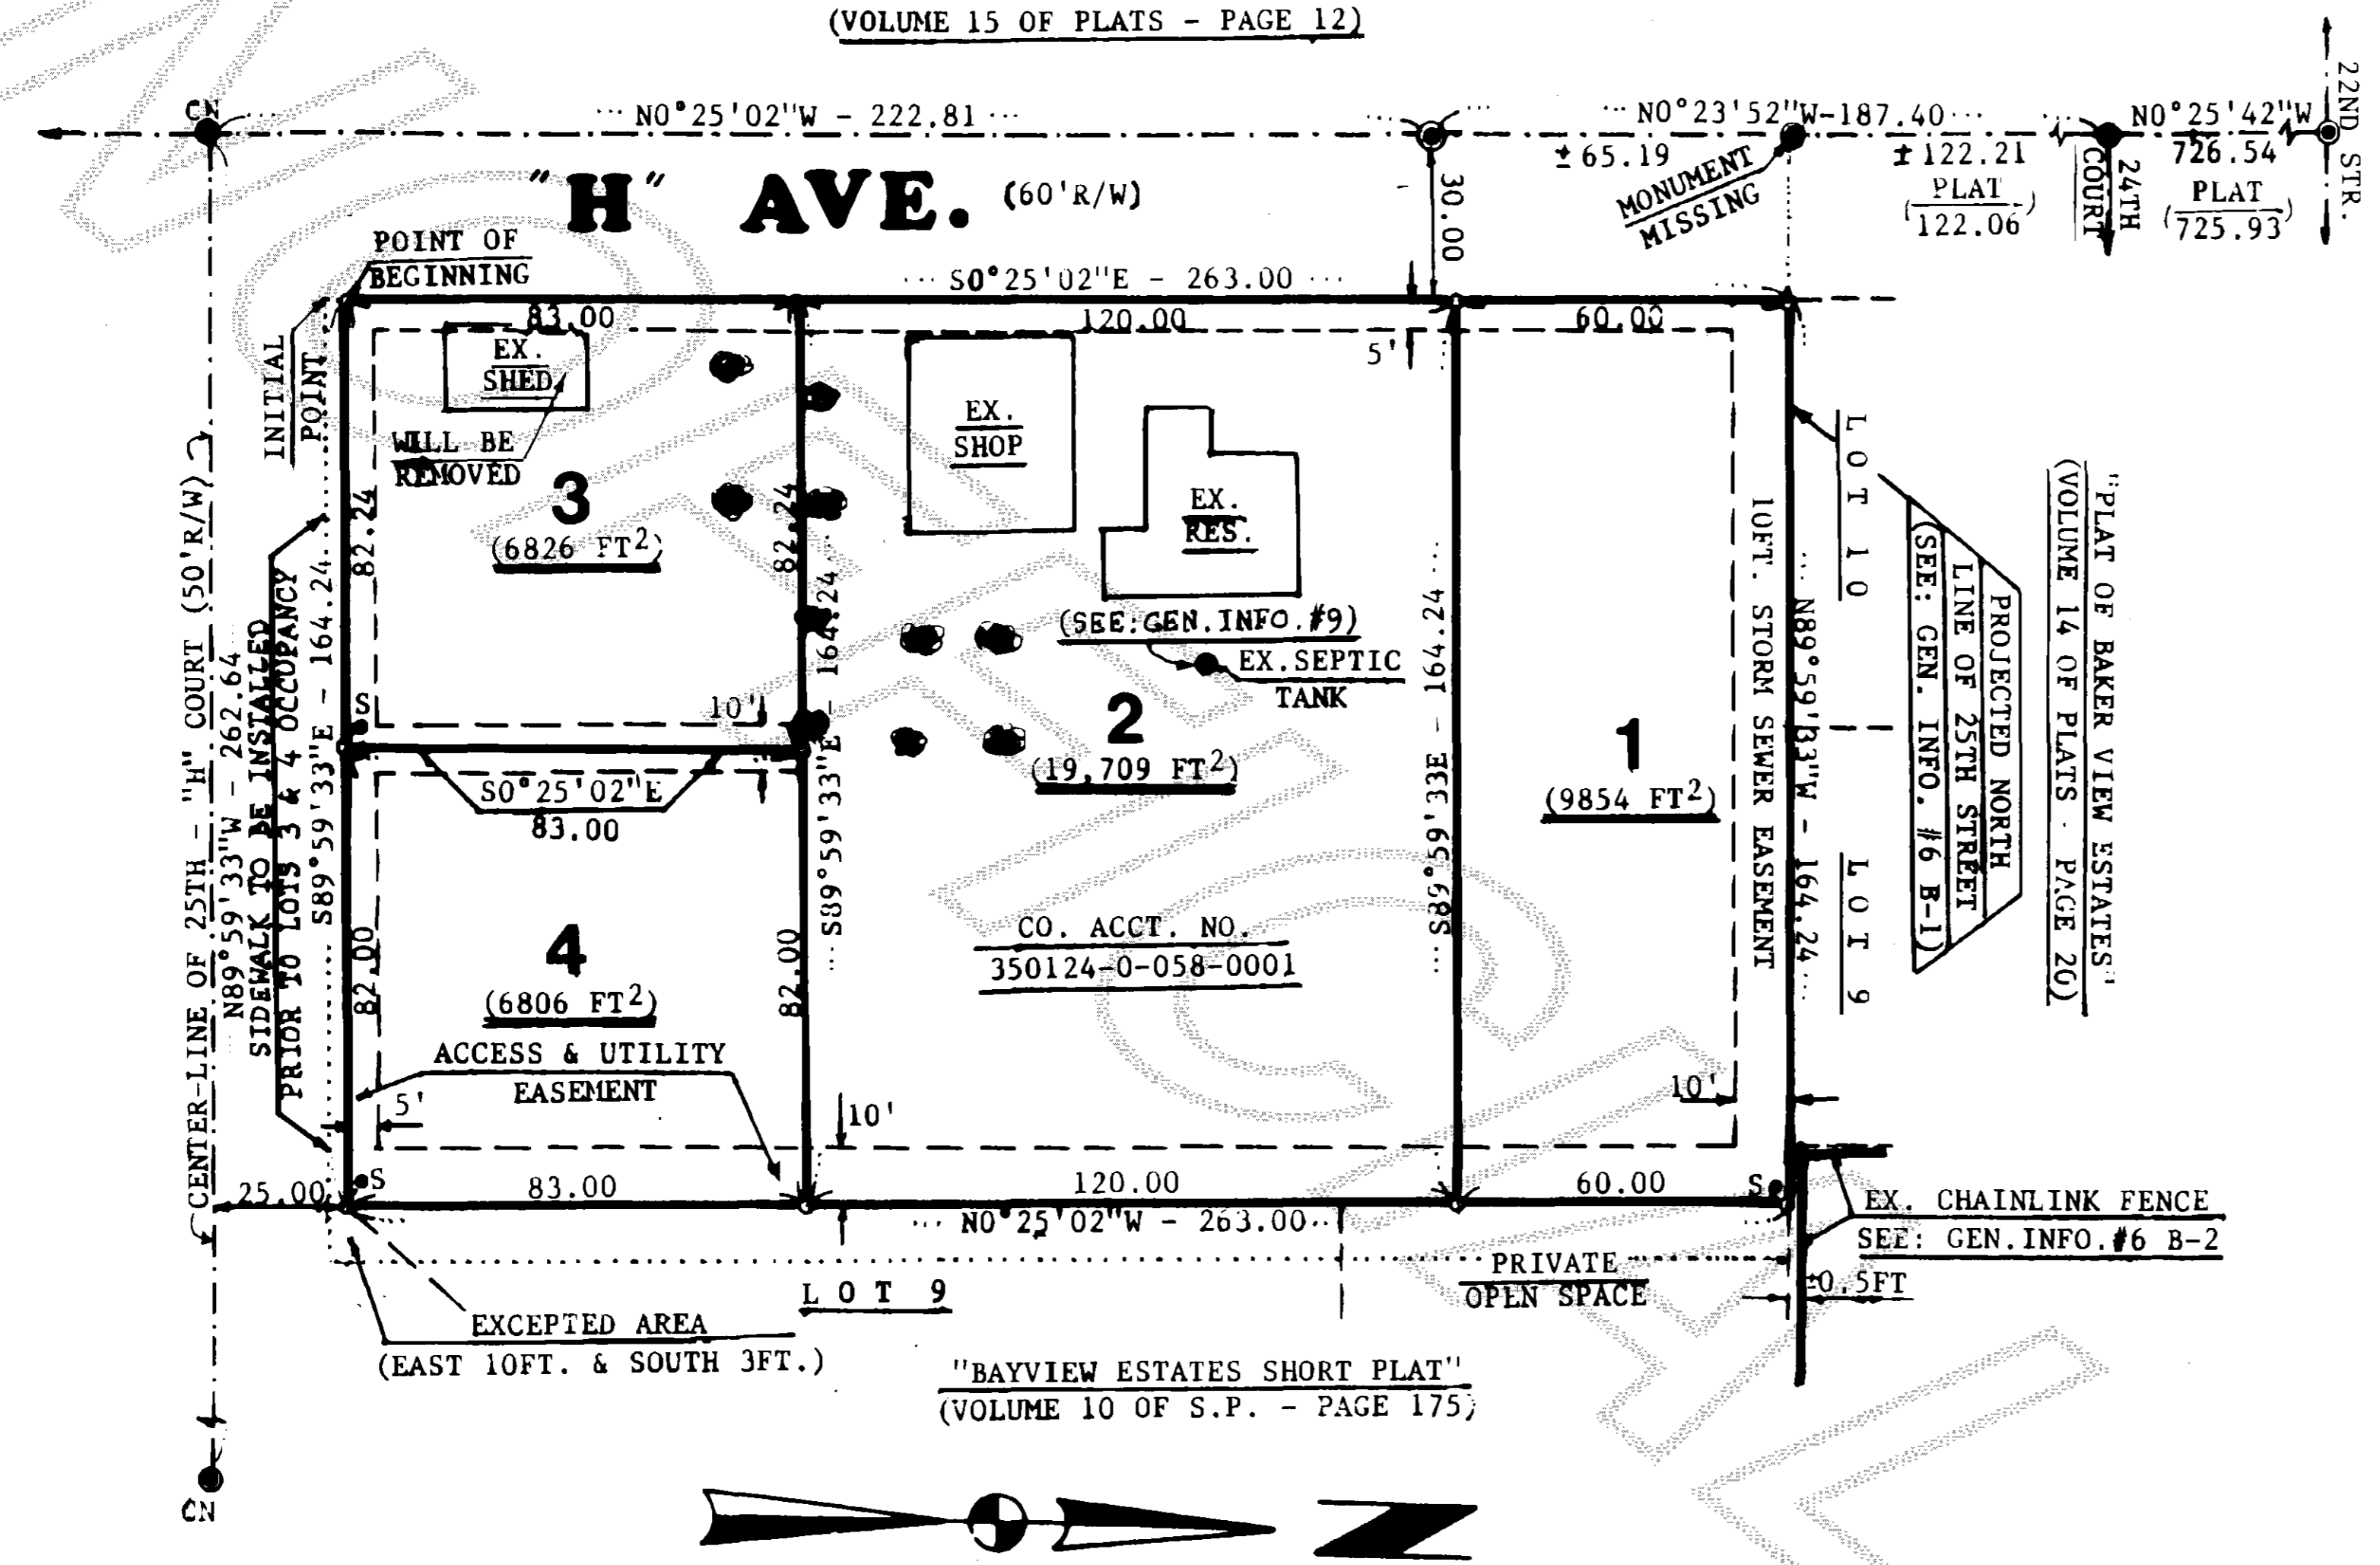 (VOLUME 15 OF PLATS - PAGE 12)
CN
N0°25'02"W - 222.81
N0°23'52"W-187.40
N0°25'42"W
22ND STR.
± 65.19
± 122.21
726.54
PLAT
(122.06)
PLAT
(725.93)
24TH
COURT
MONUMENT
MISSING
30.00
"H" AVE. (60'R/W)
POINT OF
BEGINNING
S0°25'02"E - 263.00
83.00
120.00
60.00
5'
INITIAL
POINT
EX.
SHED
WILL BE
REMOVED
3
(6826 FT²)
82.24
82.24
EX.
SHOP
EX.
RES.
(SEE:GEN.INFO.#9)
EX.SEPTIC
TANK
2
(19,709 FT²)
1
(9854 FT²)
10FT. STORM SEWER EASEMENT
N89°59'33"W - 164.24
LOT 10
LOT 9
PROJECTED NORTH
LINE OF 25TH STREET
(SEE: GEN. INFO. #6 B-1)
"PLAT OF BAKER VIEW ESTATES"
(VOLUME 14 OF PLATS - PAGE 20)
CENTER-LINE OF 25TH - "H" COURT (50'R/W)
N89°59'33"W - 262.64
SIDEWALK TO BE INSTALLED
PRIOR TO LOTS 3 & 4 OCCUPANCY
S89°59'33"E - 164.24
S89°59'33"E - 164.24
S89°59'33E - 164.24
S
10'
S0°25'02"E
83.00
4
(6806 FT²)
82.00
82.00
CO. ACCT. NO.
350124-0-058-0001
ACCESS & UTILITY
EASEMENT
5'
10'
10'
25.00
S
83.00
120.00
60.00
S
N0°25'02"W - 263.00
EX. CHAINLINK FENCE
SEE: GEN.INFO.#6 B-2
±0.5FT
PRIVATE
OPEN SPACE
LOT 9
EXCEPTED AREA
(EAST 10FT. & SOUTH 3FT.)
"BAYVIEW ESTATES SHORT PLAT"
(VOLUME 10 OF S.P. - PAGE 175)
CN
N